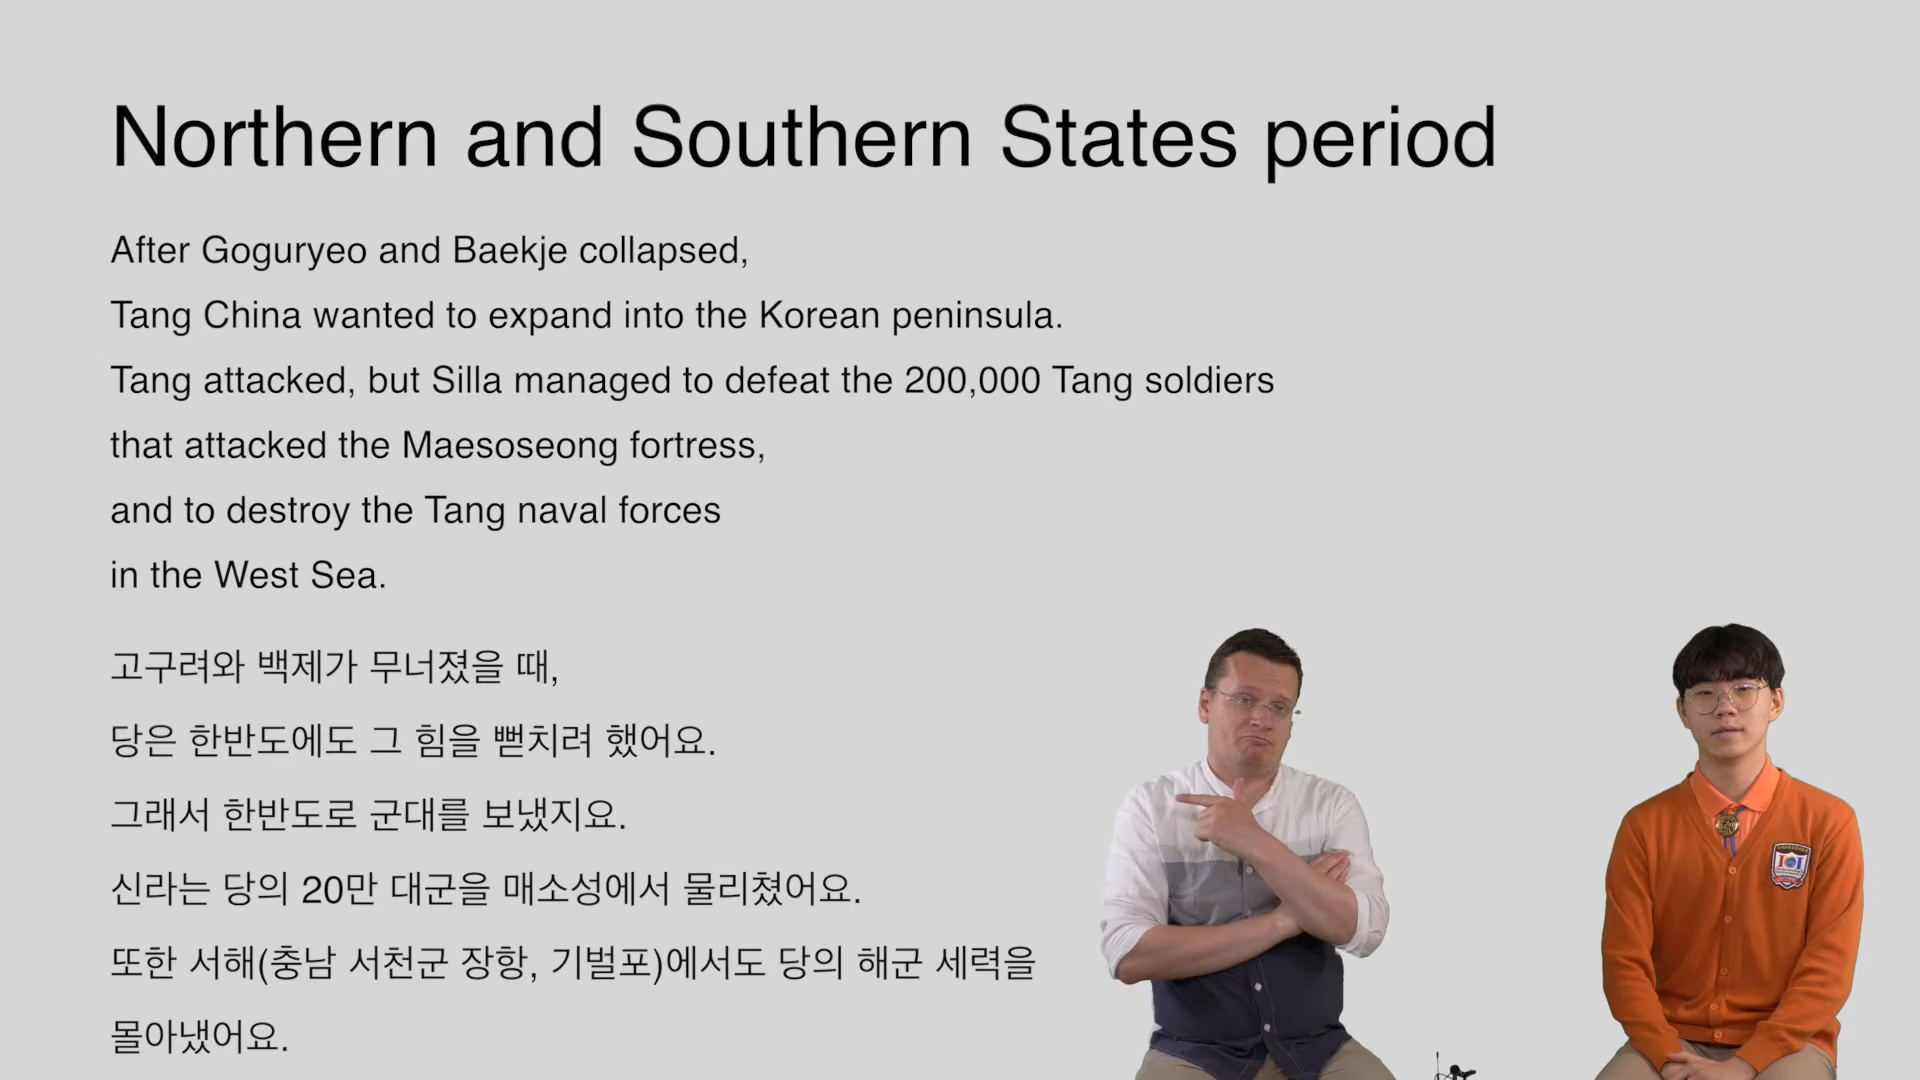 Northern and Southern States period
After Goguryeo and Baekje collapsed,
Tang China wanted to expand into the Korean peninsula.
Tang attacked, but Silla managed to defeat the 200,000 Tang soldiers
that attacked the Maesoseong fortress,
and to destroy the Tang naval forces
in the West Sea.
고구려와 백제가 무너졌을 때,
당은 한반도에도 그 힘을 뻗치려 했어요.
그래서 한반도로 군대를 보냈지요.
신라는 당의 20만 대군을 매소성에서 물리쳤어요.
또한 서해(충남 서천군 장항, 기벌포)에서도 당의 해군 세력을
몰아냈어요.